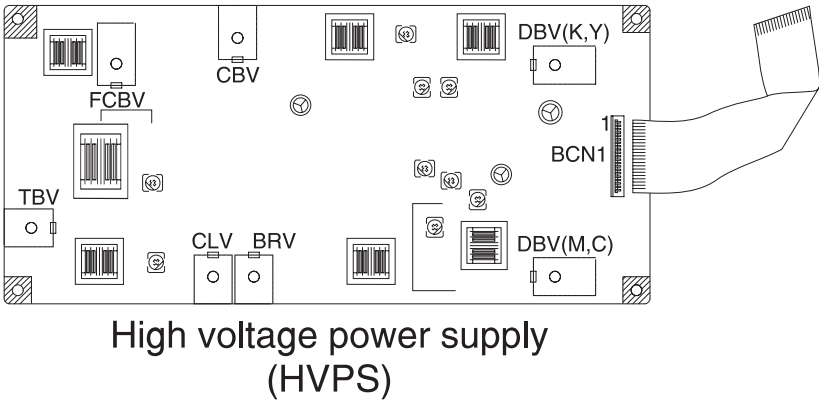 DBV(K,Y)
CBV
FCBV
1
BCN1
TBV
CLV
BRV
DBV(M,C)
High voltage power supply
(HVPS)